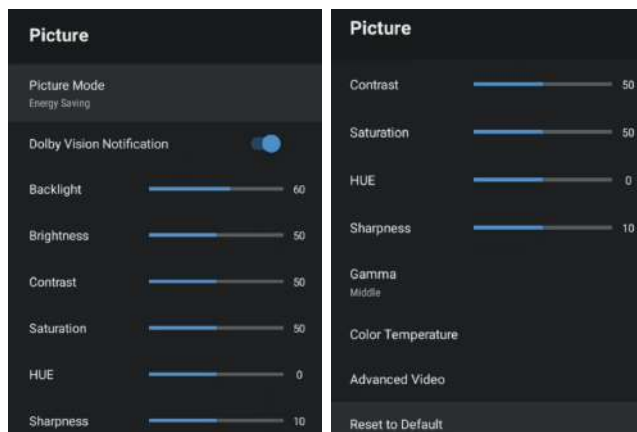 Picture
Picture Mode
Energy Saving
Dolby Vision Notification
Backlight 60
Brightness 50
Contrast 50
Saturation 50
HUE 0
Sharpness 10
Picture
Contrast 50
Saturation 50
HUE 0
Sharpness 10
Gamma
Middle
Color Temperature
Advanced Video
Reset to Default